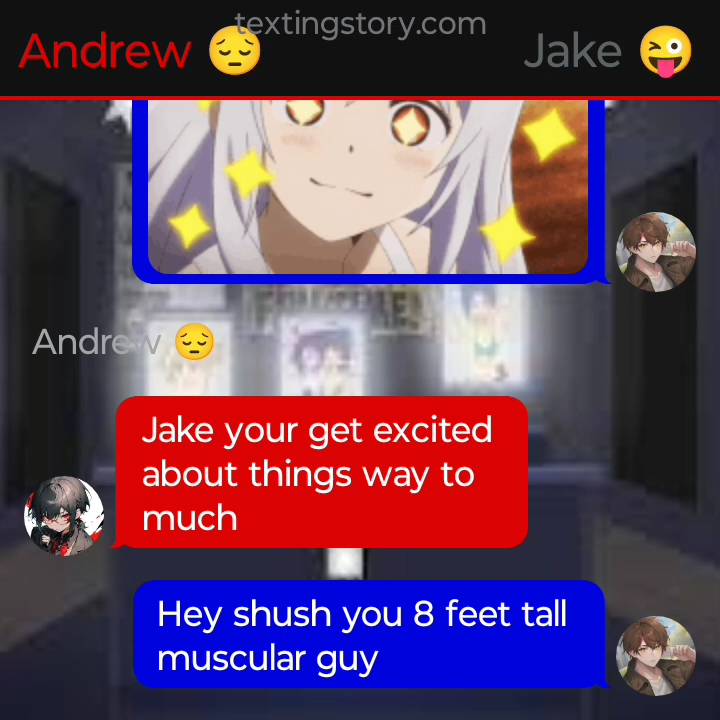 textingstory.com
Andrew 😔
Jake 😜
Andrew 😔
Jake your get excited
about things way to
much
Hey shush you 8 feet tall
muscular guy